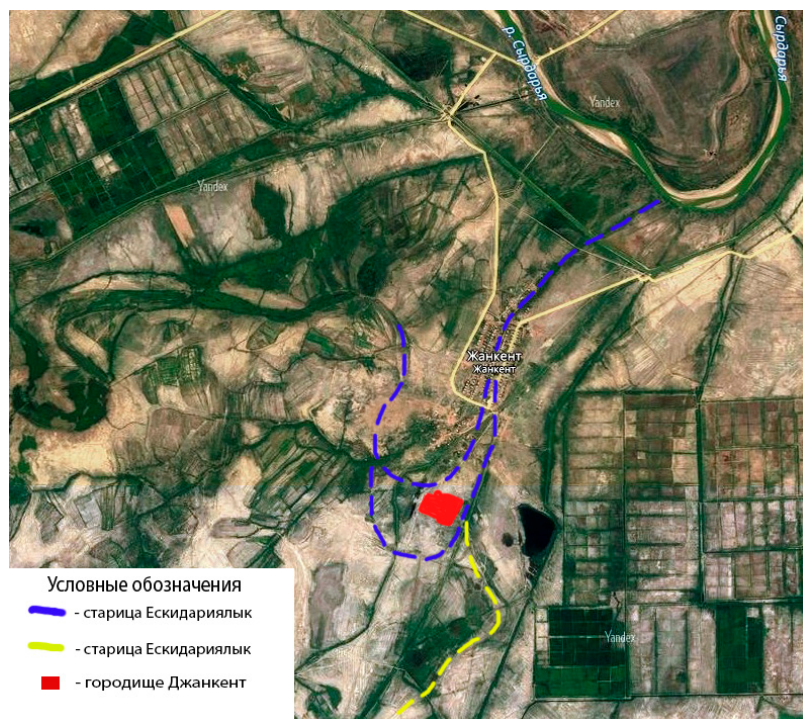 р. Сырдарья
Сырдарья
Yandex
Yandex
Жанкент
Жанкент
Yandex
Условные обозначения
- старица Ескидариялык
- старица Ескидариялык
- городище Джанкент